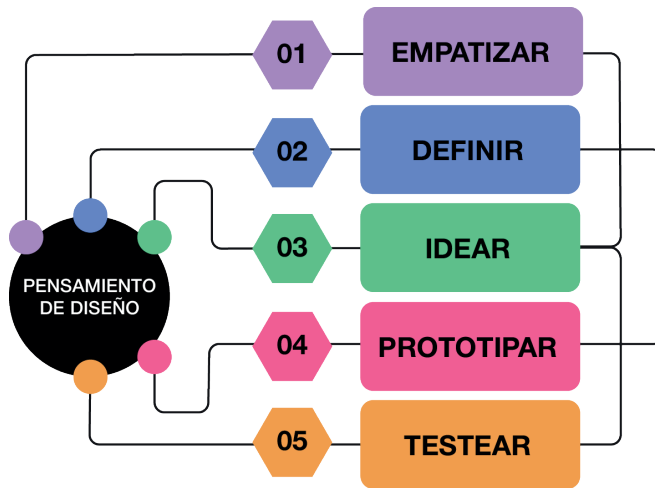 01
EMPATIZAR
02
DEFINIR
03
IDEAR
PENSAMIENTO
DE DISEÑO
04
PROTOTIPAR
05
TESTEAR